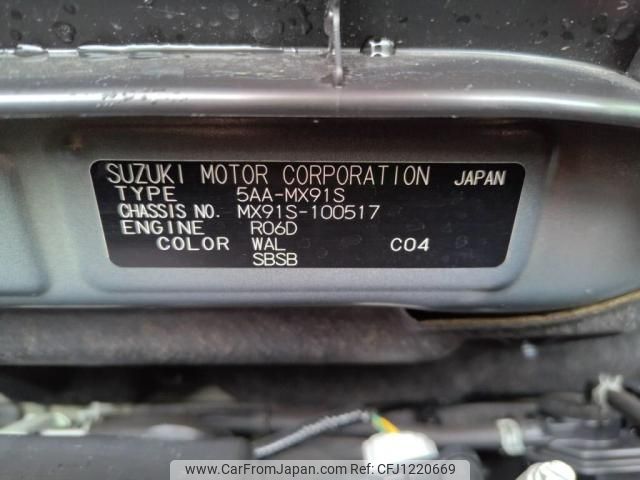 SUZUKI MOTOR CORPORATION JAPAN
TYPE 5AA-MX91S
CHASSIS NO. MX91S-100517
ENGINE R06D
COLOR WAL C04
SBSB
www.CarFromJapan.com | © CarFromJapan - CFJ1220669